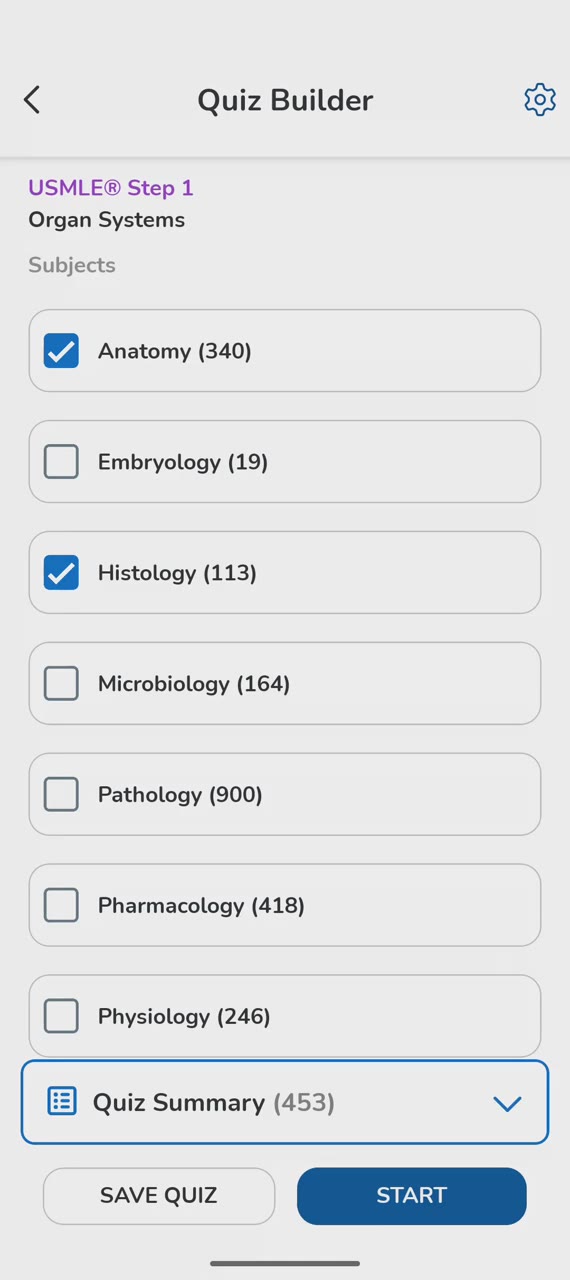 Quiz Builder
USMLE® Step 1
Organ Systems
Subjects
Anatomy (340)
Embryology (19)
Histology (113)
Microbiology (164)
Pathology (900)
Pharmacology (418)
Physiology (246)
Quiz Summary (453)
SAVE QUIZ
START